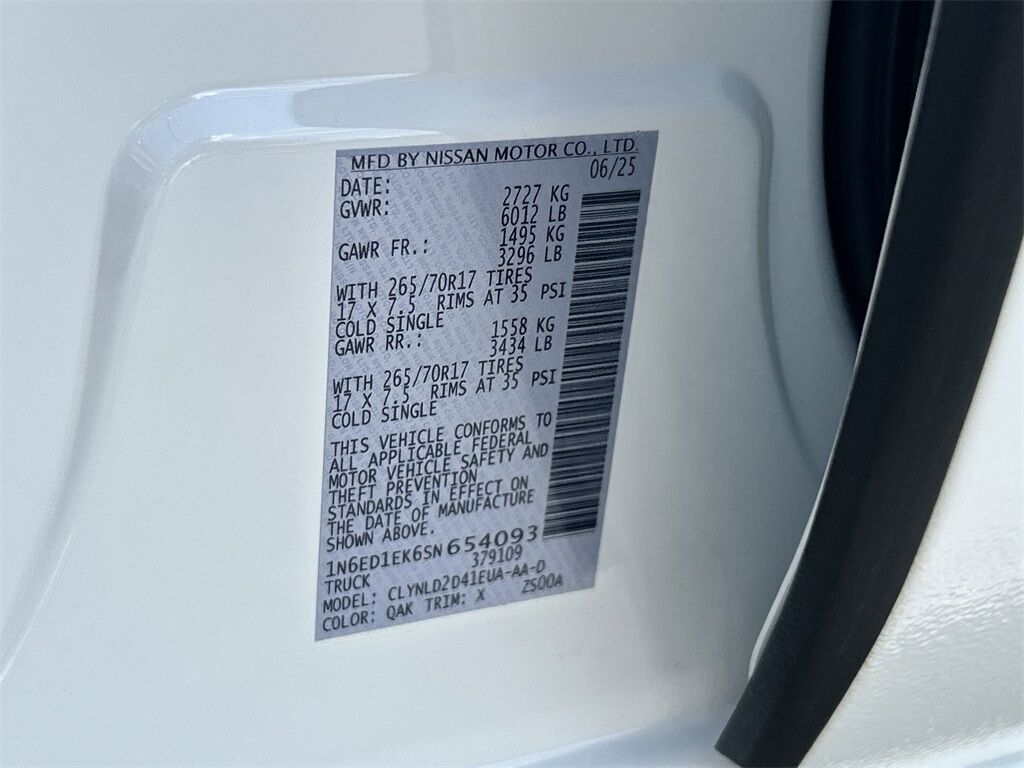 MFD BY NISSAN MOTOR CO., LTD.
DATE: 06/25
GVWR: 2727 KG
6012 LB
GAWR FR.: 1495 KG
3296 LB
WITH 265/70R17 TIRES
17 X 7.5 RIMS AT 35 PSI
COLD SINGLE
GAWR RR.: 1558 KG
3434 LB
WITH 265/70R17 TIRES
17 X 7.5 RIMS AT 35 PSI
COLD SINGLE
THIS VEHICLE CONFORMS TO
ALL APPLICABLE FEDERAL
MOTOR VEHICLE SAFETY AND
THEFT PREVENTION
STANDARDS IN EFFECT ON
THE DATE OF MANUFACTURE
SHOWN ABOVE.
1N6ED1EK6SN654093
TRUCK 379109
MODEL: CLYNLD2D41EUA-AA-D
COLOR: QAK TRIM: X ZS00A